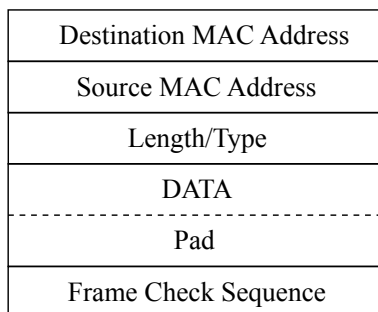 Destination MAC Address
Source MAC Address
Length/Type
DATA
Pad
Frame Check Sequence